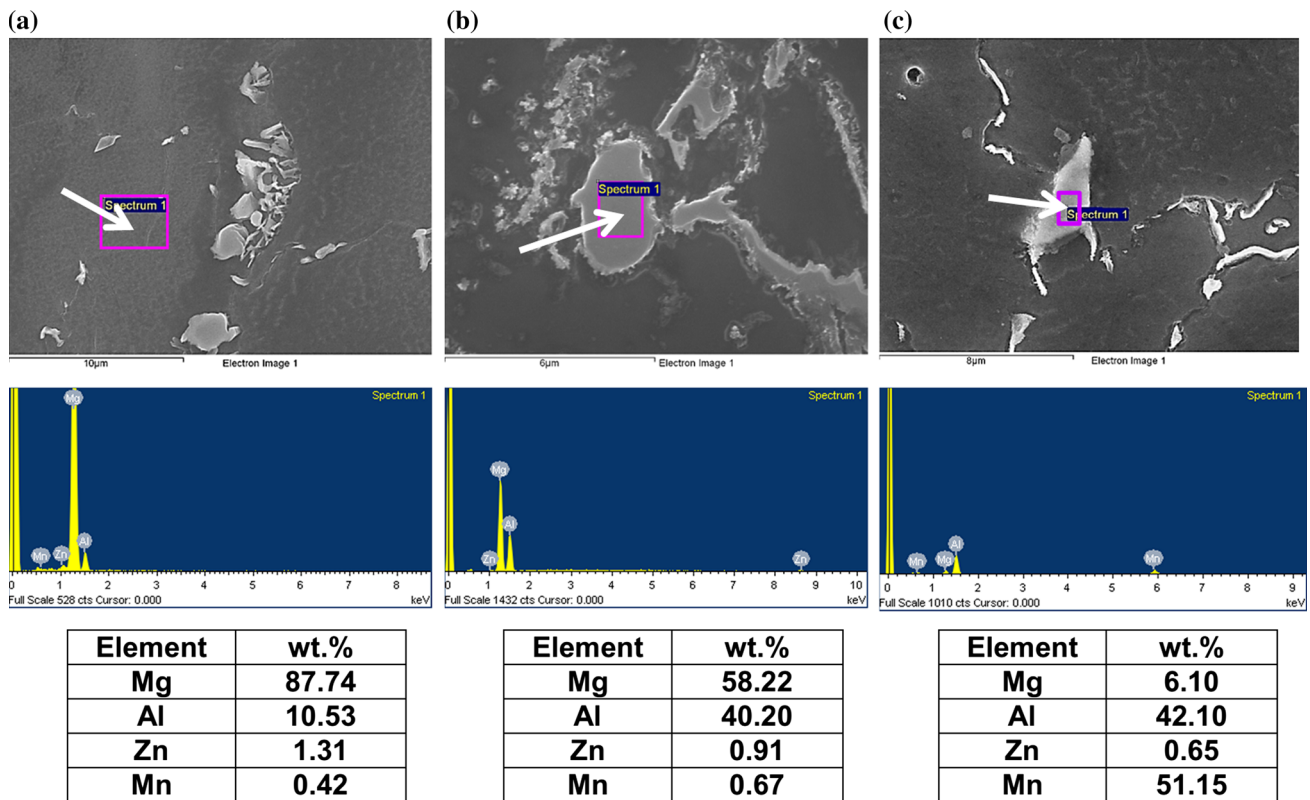 (a)
(b)
(c)
Spectrum 1
Spectrum 1
Spectrum 1
10μm Electron Image 1
6μm Electron Image 1
8μm Electron Image 1
Spectrum 1
Mg
Mn Zn Al
0 1 2 3 4 5 6 7 8
Full Scale 528 cts Cursor: 0.000 keV
Spectrum 1
Mg
Al
Zn Zn
0 1 2 3 4 5 6 7 8 9 10
Full Scale 1432 cts Cursor: 0.000 keV
Spectrum 1
Al
Mn Mg Mn
0 1 2 3 4 5 6 7 8 9
Full Scale 1010 cts Cursor: 0.000 keV
Element wt.%
Mg 87.74
Al 10.53
Zn 1.31
Mn 0.42
Element wt.%
Mg 58.22
Al 40.20
Zn 0.91
Mn 0.67
Element wt.%
Mg 6.10
Al 42.10
Zn 0.65
Mn 51.15